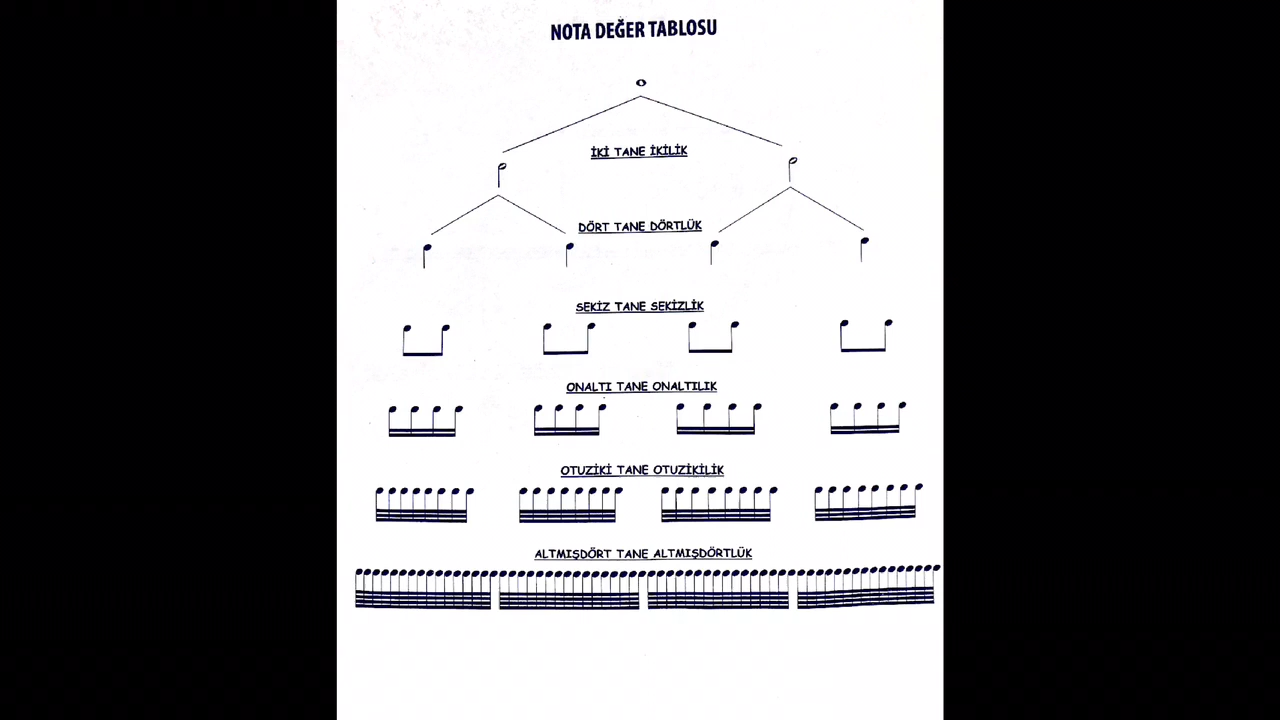 NOTA DEĞER TABLOSU
İKİ TANE İKİLİK
DÖRT TANE DÖRTLÜK
SEKİZ TANE SEKİZLİK
ONALTI TANE ONALTILIK
OTUZİKİ TANE OTUZİKİLİK
ALTMIŞDÖRT TANE ALTMIŞDÖRTLÜK